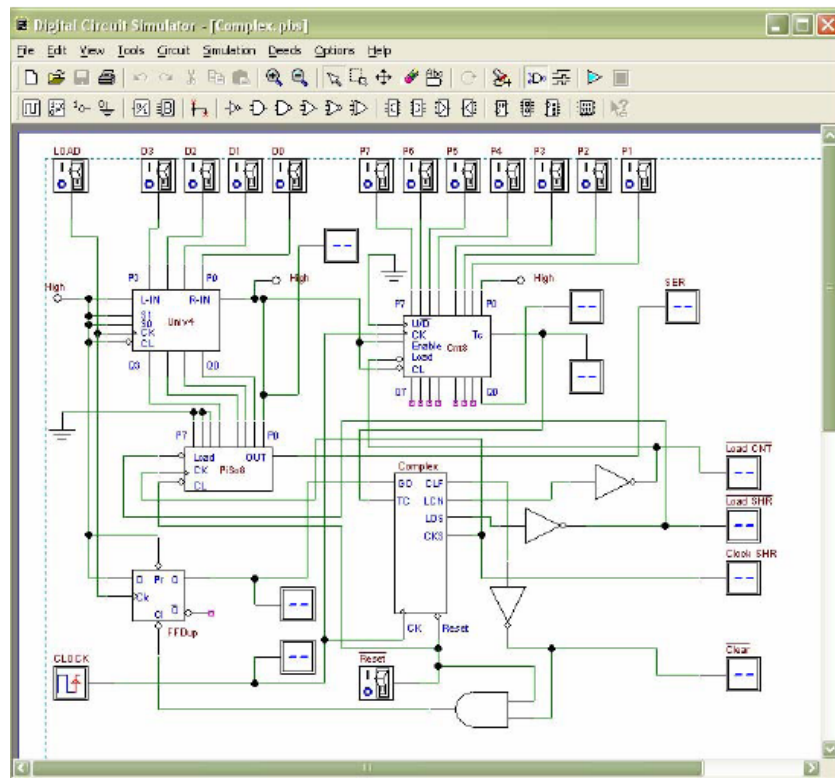 Digital Circuit Simulator - [Complex.pbs]
File Edit View Tools Circuit Simulation Deeds Options Help
LOAD D3 D2 D1 D0 P7 P6 P5 P4 P3 P2 P1
High P3 P0 High P7 P0 High SER
L-IN R-IN
S1
S0 Univ4
CK
CL
Q3 Q0
U/D
CK Tc
Enable Cnt8
Load
CL
Q7 Q0
P7 P0
Load OUT
CK PiSo8
CL
Complex
GO CLF
TC LCN
LDS
CKS
CK Reset
Load CNT
Load SHR
Clock SHR
Clear
D Pr Q
Ck
Cl Q
FFDup
CLOCK
Reset